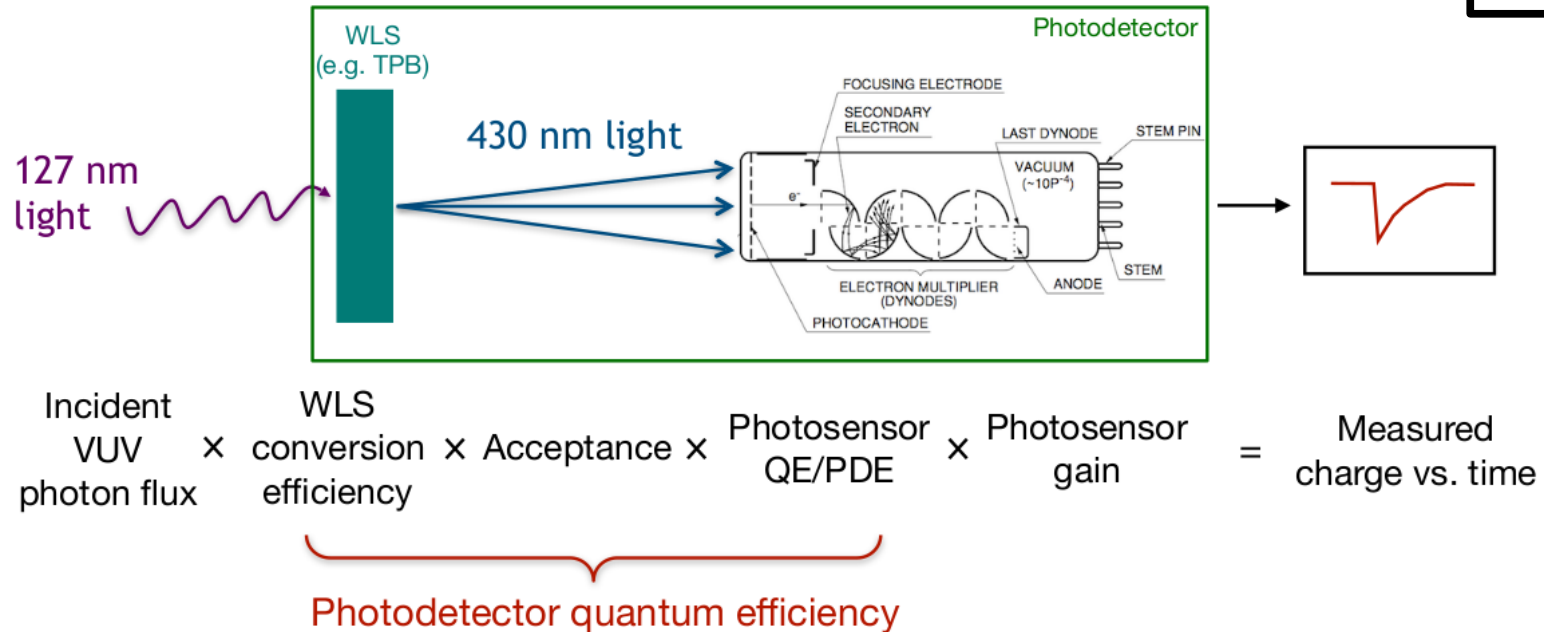 Photodetector
WLS
(e.g. TPB)
FOCUSING ELECTRODE
SECONDARY
ELECTRON
LAST DYNODE
STEM PIN
430 nm light
127 nm
light
VACUUM
(~10P⁻⁴)
e-
STEM
ANODE
ELECTRON MULTIPLIER
(DYNODES)
PHOTOCATHODE
Incident
VUV
photon flux
×
WLS
conversion
efficiency
×
Acceptance
×
Photosensor
QE/PDE
×
Photosensor
gain
=
Measured
charge vs. time
Photodetector quantum efficiency